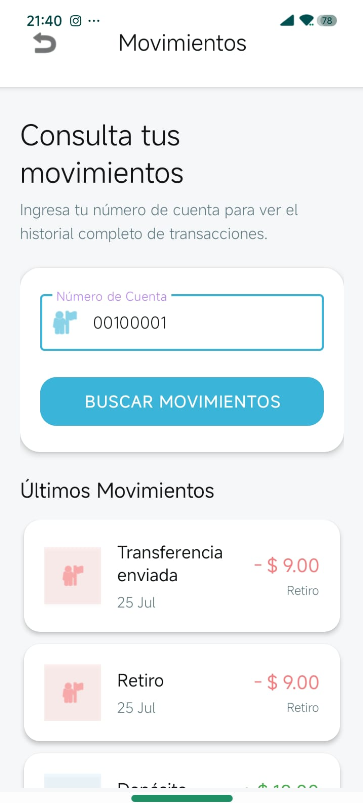 21:40
78
Movimientos
Consulta tus
movimientos
Ingresa tu número de cuenta para ver el
historial completo de transacciones.
Número de Cuenta
00100001
BUSCAR MOVIMIENTOS
Últimos Movimientos
Transferencia
enviada
- $ 9.00
25 Jul
Retiro
Retiro
- $ 9.00
25 Jul
Retiro
Depósito